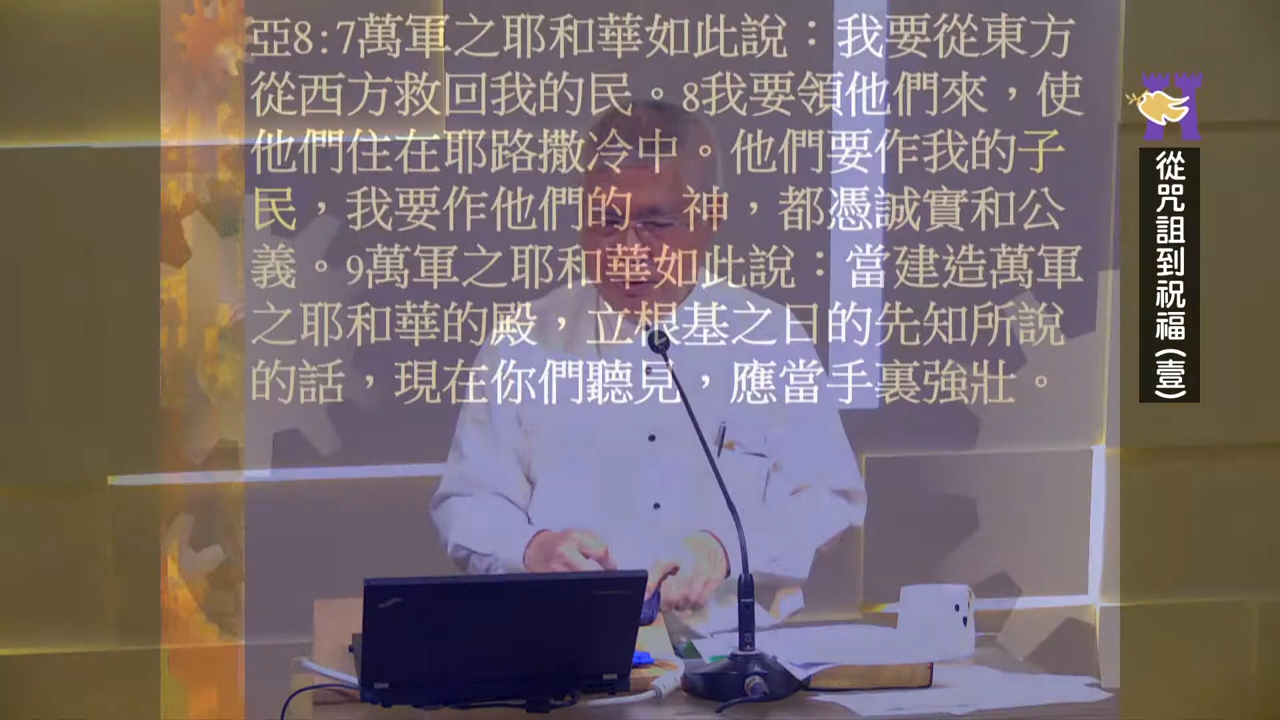 亞8:7萬軍之耶和華如此說：我要從東方
從西方救回我的民。8我要領他們來，使
他們住在耶路撒冷中。他們要作我的子
民，我要作他們的　神，都憑誠實和公
義。9萬軍之耶和華如此說：當建造萬軍
之耶和華的殿，立根基之日的先知所說
的話，現在你們聽見，應當手裏強壯。
從咒詛到祝福(壹)